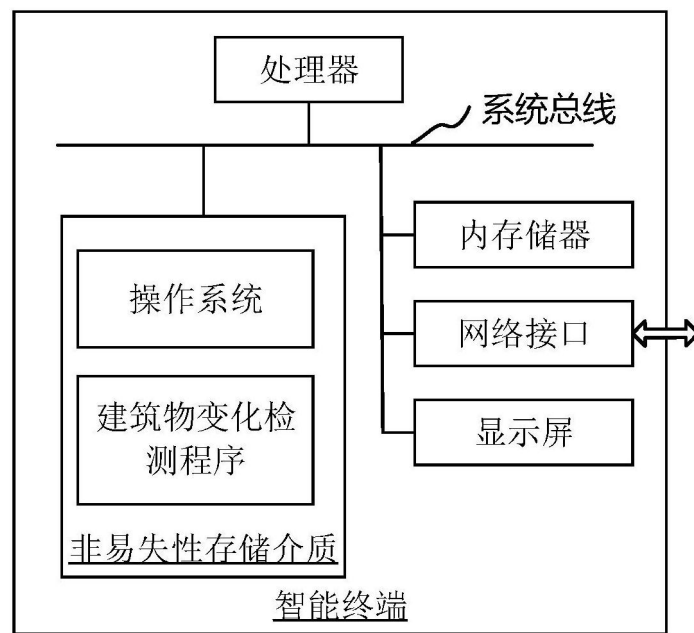 处理器
系统总线
内存储器
操作系统
网络接口
建筑物变化检
测程序
显示屏
非易失性存储介质
智能终端